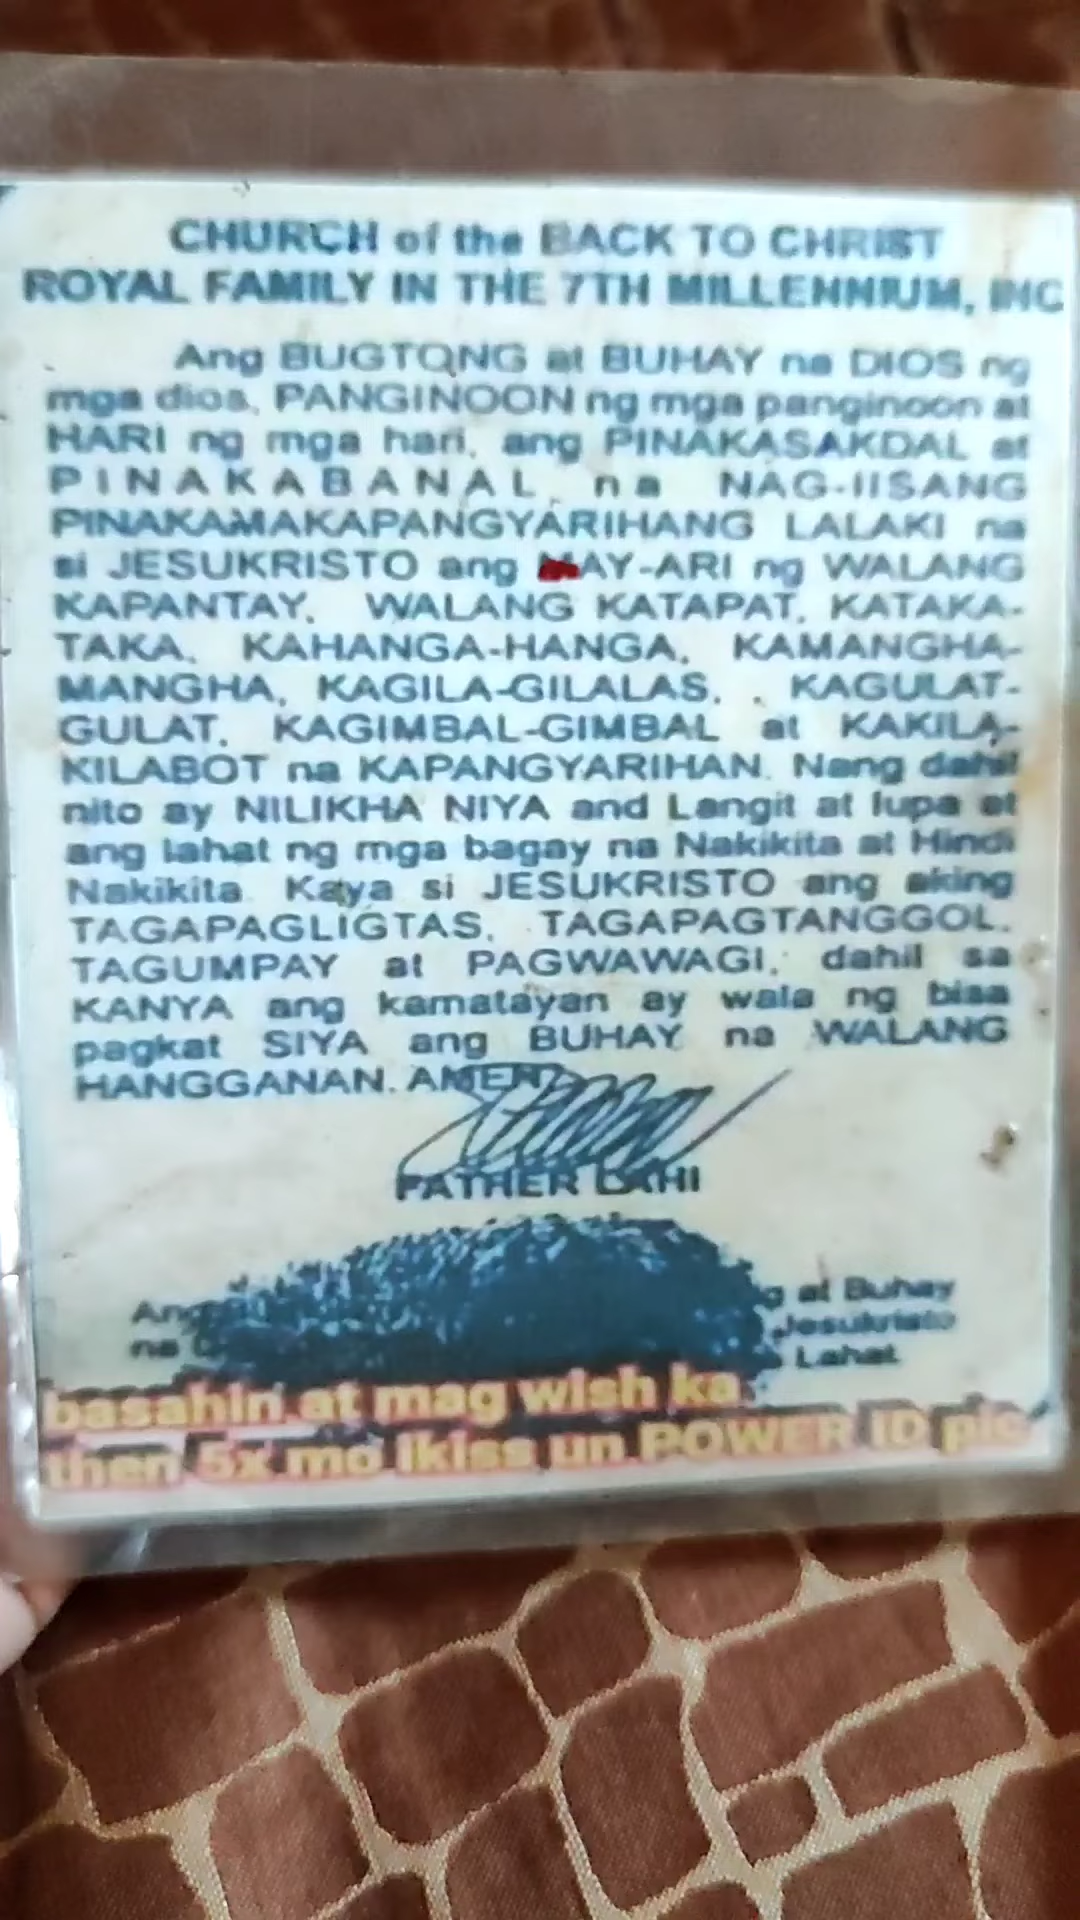 CHURCH of the BACK TO CHRIST
ROYAL FAMILY IN THE 7TH MILLENNIUM, INC
Ang BUGTONG at BUHAY na DIOS ng
mga dios, PANGINOON ng mga panginoon at
HARI ng mga hari, ang PINAKASAKDAL at
PINAKABANAL, na NAG-IISANG
PINAKAMAKAPANGYARIHANG LALAKI na
si JESUKRISTO ang MAY-ARI ng WALANG
KAPANTAY, WALANG KATAPAT, KATAKA-
TAKA, KAHANGA-HANGA, KAMANGHA-
MANGHA, KAGILA-GILALAS, , KAGULAT-
GULAT, KAGIMBAL-GIMBAL at KAKILA-
KILABOT na KAPANGYARIHAN. Nang dahil
nito ay NILIKHA NIYA and Langit at lupa at
ang lahat ng mga bagay na Nakikita at Hindi
Nakikita. Kaya si JESUKRISTO ang aking
TAGAPAGLIGTAS, TAGAPAGTANGGOL,
TAGUMPAY at PAGWAWAGI, dahil sa
KANYA ang kamatayan ay wala ng bisa
pagkat SIYA ang BUHAY na WALANG
HANGGANAN. AMEN
FATHER LAHI
Ang at Buhay
na Jesukristo
Lahat
basahin at mag wish ka
then 5x mo ikiss un POWER ID pic